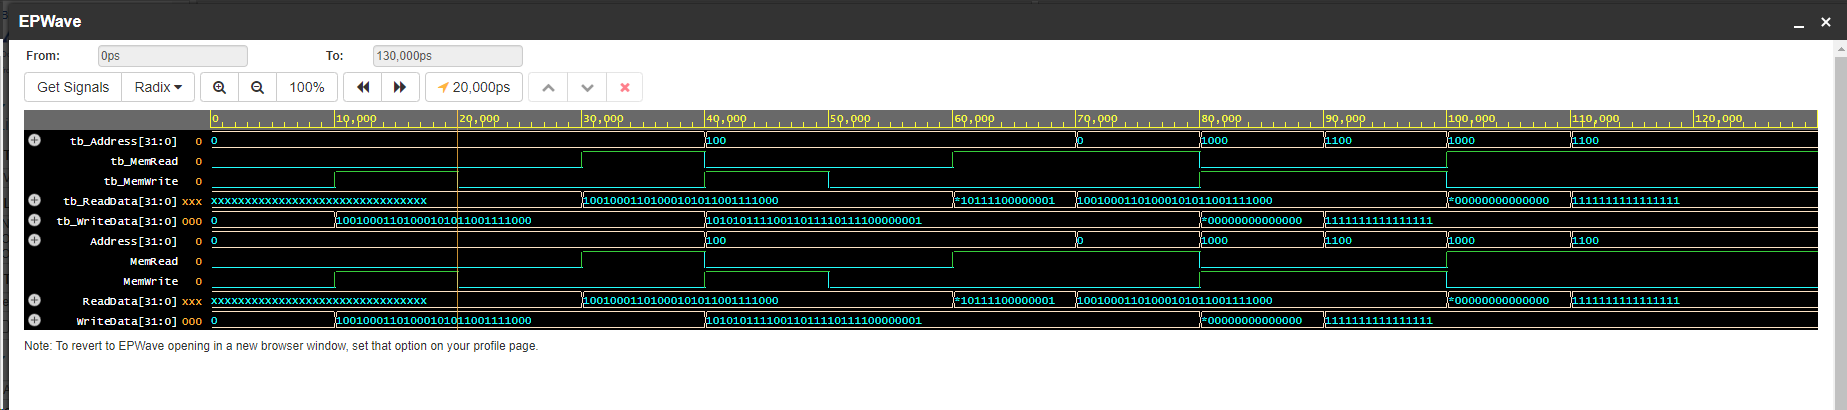 EPWave
From: 0ps To: 130,000ps
Get Signals Radix 100% 20,000ps
0 10,000 20,000 30,000 40,000 50,000 60,000 70,000 80,000 90,000 100,000 110,000 120,000
tb_Address[31:0] 0 0 100 0 1000 1100 1000 1100
tb_MemRead 0
tb_MemWrite 0
tb_ReadData[31:0] xxx xxxxxxxxxxxxxxxxxxxxxxxxxxxxxxxx 10010001101000101011001111000 *10111100000001 10010001101000101011001111000 *00000000000000 1111111111111111
tb_WriteData[31:0] 000 0 10010001101000101011001111000 10101011110011011110111100000001 *00000000000000 1111111111111111
Address[31:0] 0 0 100 0 1000 1100 1000 1100
MemRead 0
MemWrite 0
ReadData[31:0] xxx xxxxxxxxxxxxxxxxxxxxxxxxxxxxxxxx 10010001101000101011001111000 *10111100000001 10010001101000101011001111000 *00000000000000 1111111111111111
WriteData[31:0] 000 0 10010001101000101011001111000 10101011110011011110111100000001 *00000000000000 1111111111111111
Note: To revert to EPWave opening in a new browser window, set that option on your profile page.